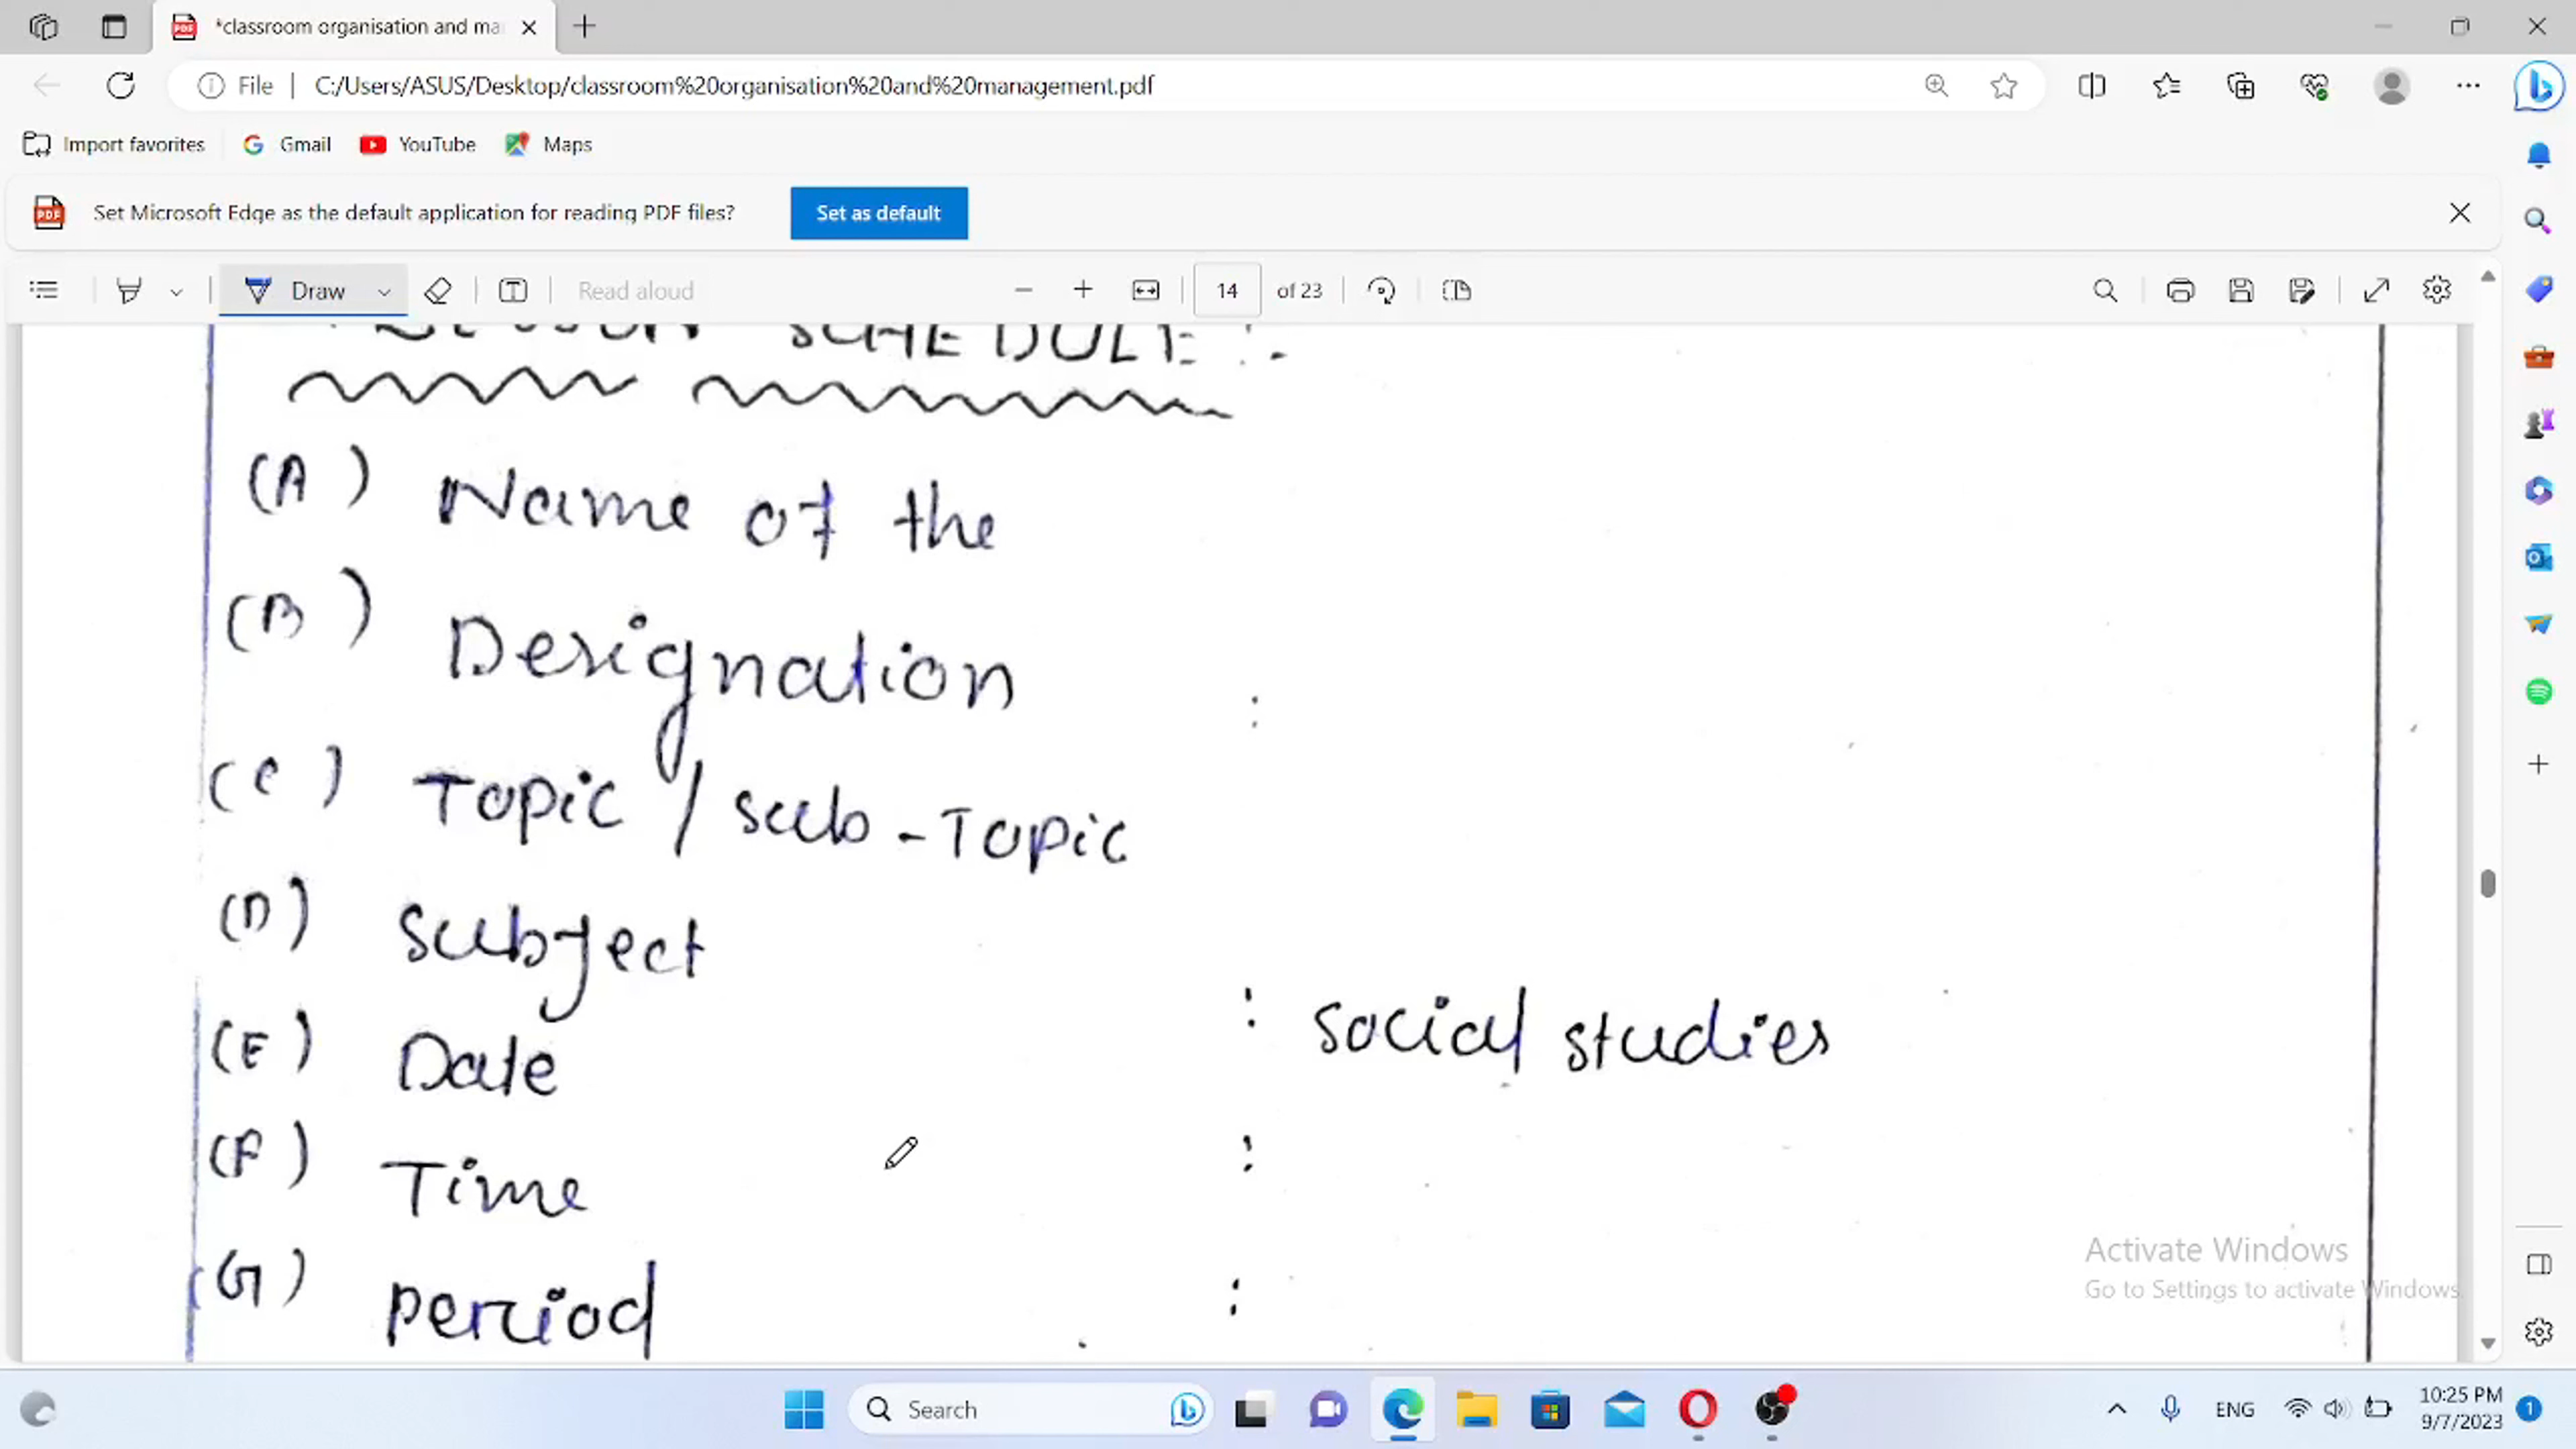 *classroom organisation and ma
File | C:/Users/ASUS/Desktop/classroom%20organisation%20and%20management.pdf
Import favorites Gmail YouTube Maps
Set Microsoft Edge as the default application for reading PDF files? Set as default
Draw Read aloud 14 of 23
SCHEDULE :-
(A) Name of the
(B) Designation :
(C) Topic / sub-Topic
(D) Subject
: social studies
(E) Date
(F) Time :
(G) period :
Activate Windows
Go to Settings to activate Windows.
Search ENG 10:25 PM
9/7/2023 1